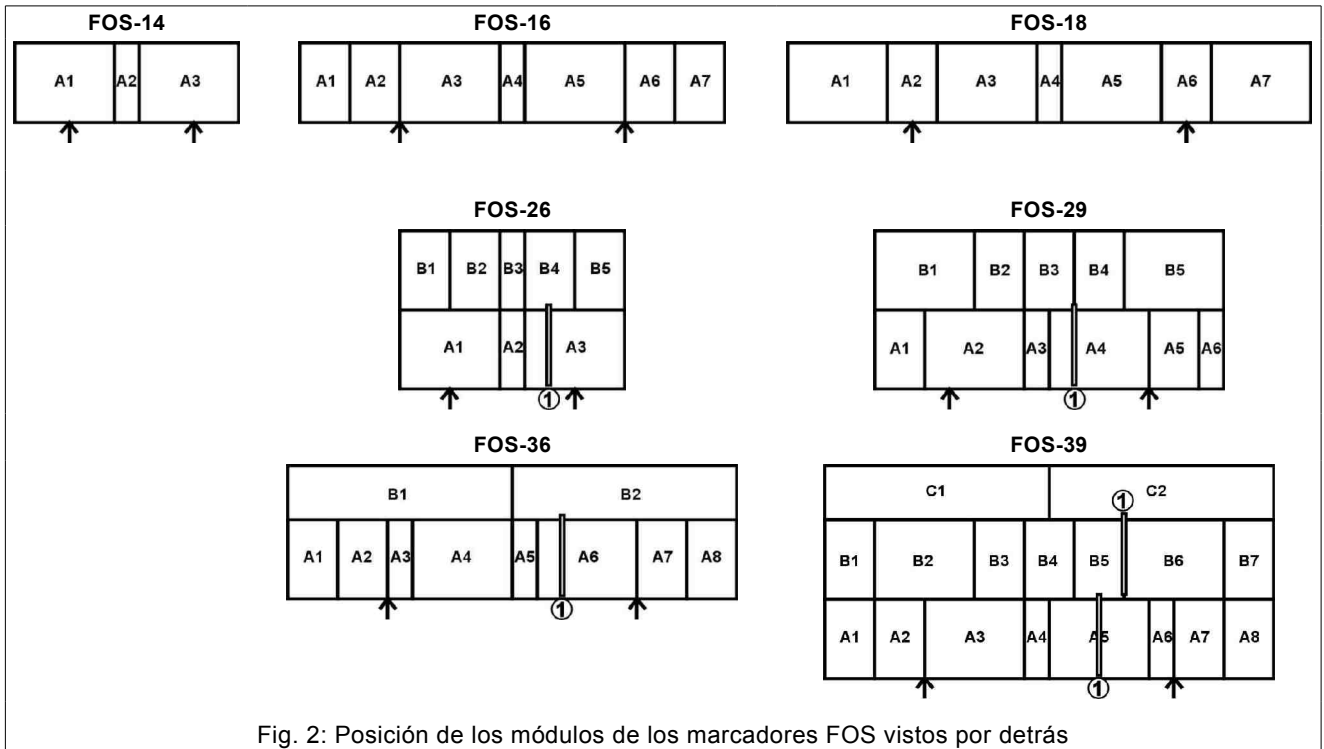 FOS-14 FOS-16 FOS-18
A1 A2 A3 A1 A2 A3 A4 A5 A6 A7 A1 A2 A3 A4 A5 A6 A7
FOS-26 FOS-29
B1 B2 B3 B4 B5 B1 B2 B3 B4 B5
A1 A2 A3 A1 A2 A3 A4 A5 A6
① ①
FOS-36 FOS-39
B1 B2 C1 C2
①
A1 A2 A3 A4 A5 A6 A7 A8 B1 B2 B3 B4 B5 B6 B7
①
A1 A2 A3 A4 A5 A6 A7 A8
①
Fig. 2: Posición de los módulos de los marcadores FOS vistos por detrás